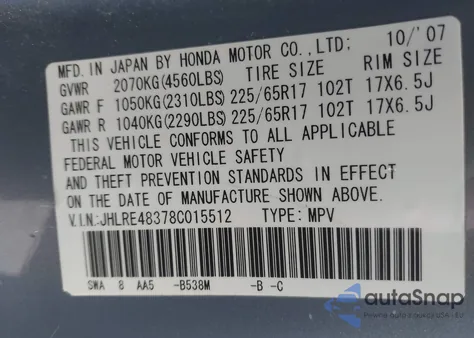 MFD. IN JAPAN BY HONDA MOTOR CO.,LTD; 10/'07
GVWR 2070KG(4560LBS) TIRE SIZE RIM SIZE
GAWR F 1050KG(2310LBS) 225/65R17 102T 17X6.5J
GAWR R 1040KG(2290LBS) 225/65R17 102T 17X6.5J
THIS VEHICLE CONFORMS TO ALL APPLICABLE
FEDERAL MOTOR VEHICLE SAFETY
AND THEFT PREVENTION STANDARDS IN EFFECT
ON THE DATE OF MANUFACTURE SHOWN ABOVE.
V.I.N:JHLRE48378C015512 TYPE: MPV
SWA 8 AA5 -B538M -B -C
autoSnap